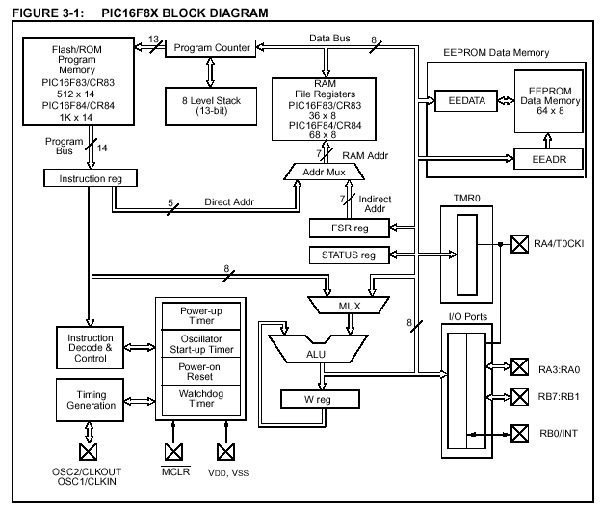 FIGURE 3-1: PIC16F8X BLOCK DIAGRAM
Flash/ROM
Program
Memory
PIC16F83/CR83
512 x 14
PIC16F84/CR84
1K x 14
13
Program Counter
Data Bus
8
8 Level Stack
(13-bit)
RAM
File Registers
PIC16F83/CR83
36 x 8
PIC16F84/CR84
68 x 8
EEPROM Data Memory
EEDATA
EEPROM
Data Memory
64 x 8
EEADR
Program
Bus
14
Instruction reg
7
RAM Addr
Addr Mux
5
Direct Addr
7
Indirect
Addr
FSR reg
STATUS reg
TMR0
RA4/T0CKI
8
MUX
8
I/O Ports
Power-up
Timer
Oscillator
Start-up Timer
Power-on
Reset
Watchdog
Timer
Instruction
Decode &
Control
Timing
Generation
ALU
W reg
RA3:RA0
RB7:RB1
RB0/INT
OSC2/CLKOUT
OSC1/CLKIN
MCLR
VDD, VSS